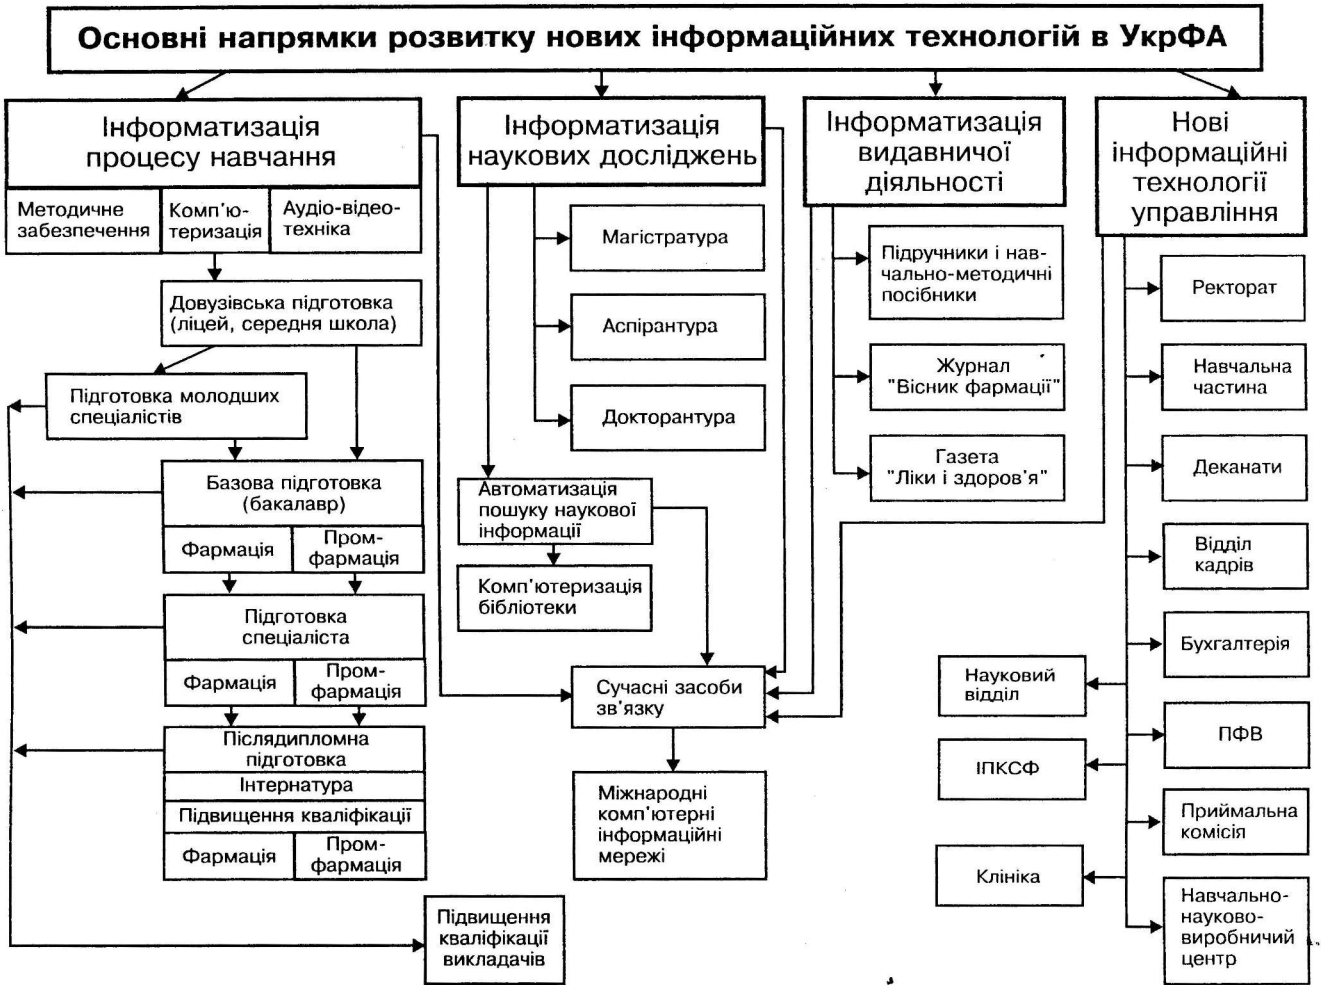 Основні напрямки розвитку нових інформаційних технологій в УкрФА
Інформатизація
процесу навчання
Методичне
забезпечення
Комп'ю-
теризація
Аудіо-відео-
техніка
Довузівська підготовка
(ліцей, середня школа)
Підготовка молодших
спеціалістів
Базова підготовка
(бакалавр)
Фармація
Пром-
фармація
Підготовка
спеціаліста
Фармація
Пром-
фармація
Післядипломна
підготовка
Інтернатура
Підвищення кваліфікації
Фармація
Пром-
фармація
Підвищення
кваліфікації
викладачів
Інформатизація
наукових досліджень
Магістратура
Аспірантура
Докторантура
Автоматизація
пошуку наукової
інформації
Комп'ютеризація
бібліотеки
Сучасні засоби
зв'язку
Міжнародні
комп'ютерні
інформаційні
мережі
Інформатизація
видавничої
діяльності
Підручники і нав-
чально-методичні
посібники
Журнал
"Вісник фармації"
Газета
"Ліки і здоров'я"
Нові
інформаційні
технології
управління
Ректорат
Навчальна
частина
Деканати
Відділ
кадрів
Бухгалтерія
Науковий
відділ
ПФВ
ІПКСФ
Приймальна
комісія
Клініка
Навчально-
науково-
виробничий
центр